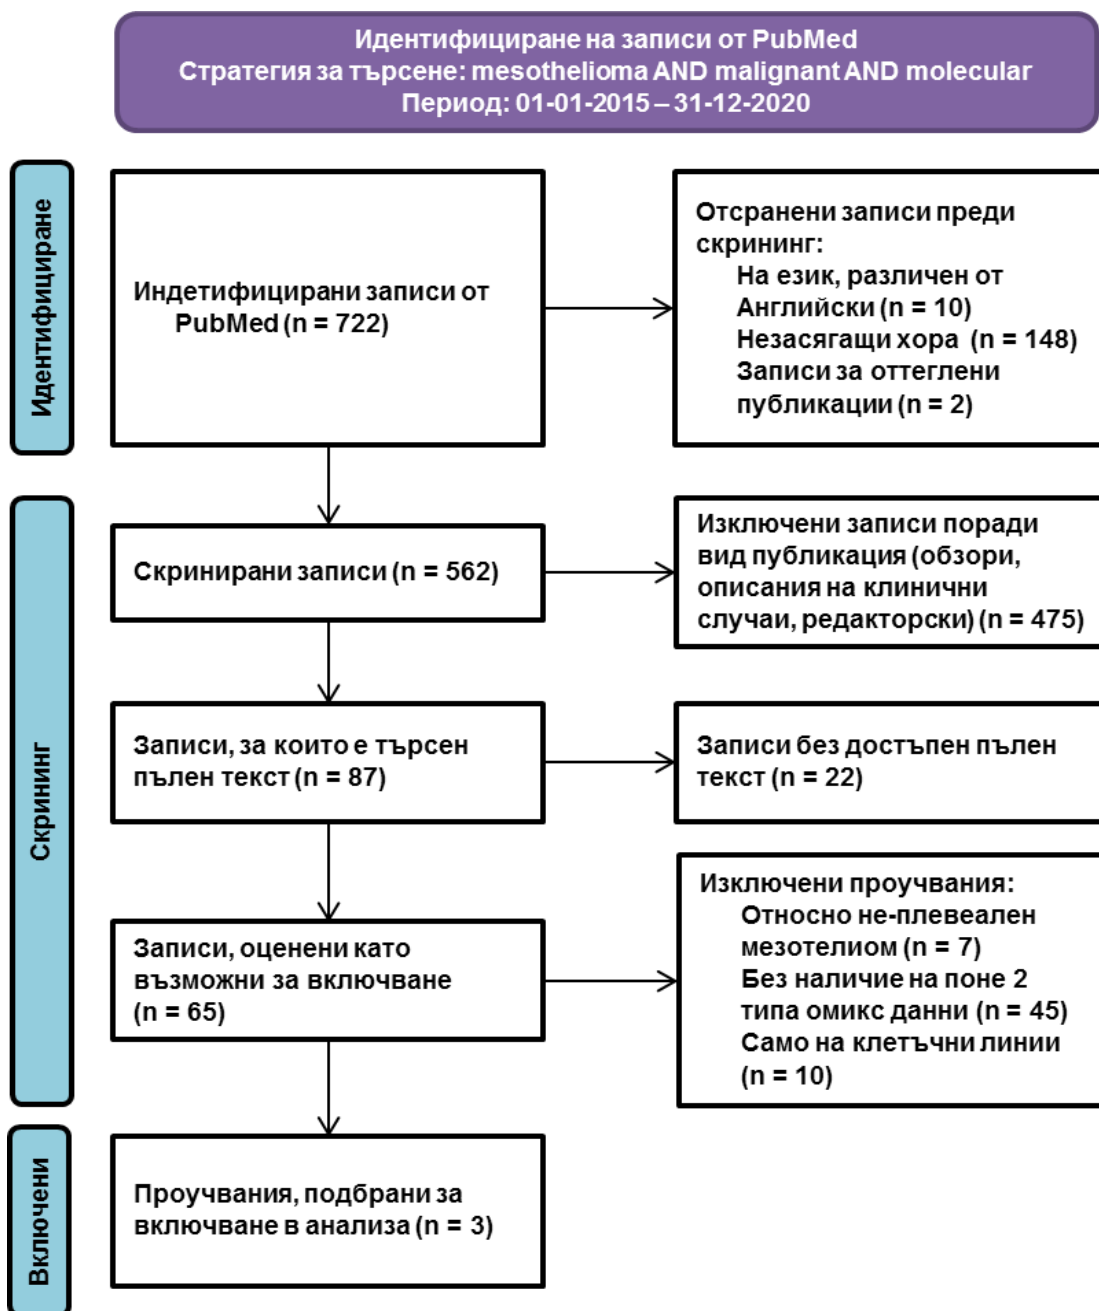 Идентифициране на записи от PubMed
Стратегия за търсене: mesothelioma AND malignant AND molecular
Период: 01-01-2015 – 31-12-2020
Идентифициране
Индетифицирани записи от
PubMed (n = 722)
Отсранени записи преди
скрининг:
На език, различен от
Английски (n = 10)
Незасягащи хора (n = 148)
Записи за оттеглени
публикации (n = 2)
Скрининг
Скринирани записи (n = 562)
Изключени записи поради
вид публикация (обзори,
описания на клинични
случаи, редакторски) (n = 475)
Записи, за които е търсен
пълен текст (n = 87)
Записи без достъпен пълен
текст (n = 22)
Записи, оценени като
възможни за включване
(n = 65)
Изключени проучвания:
Относно не-плевеален
мезотелиом (n = 7)
Без наличие на поне 2
типа омикс данни (n = 45)
Само на клетъчни линии
(n = 10)
Включени
Проучвания, подбрани за
включване в анализа (n = 3)